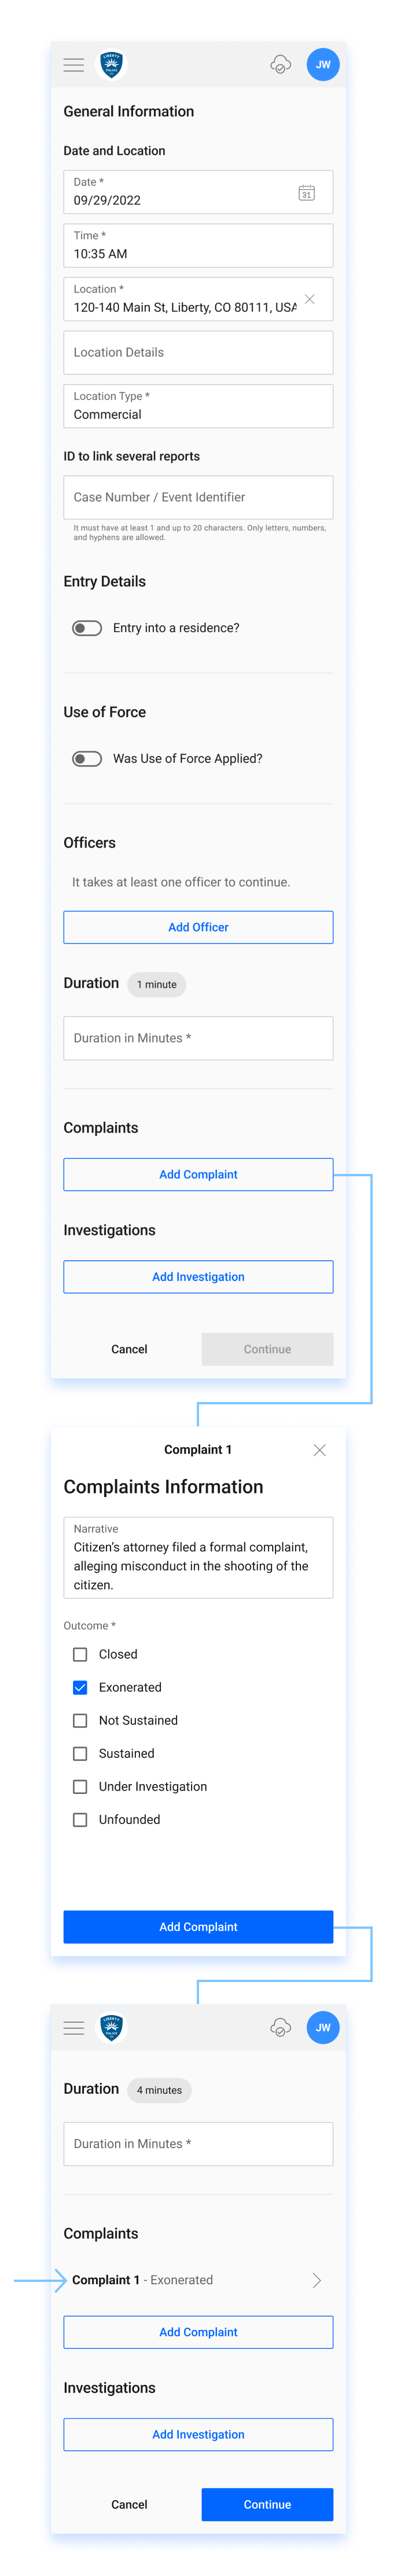 LIBERTY
POLICE
JW
General Information
Date and Location
Date *
09/29/2022
31
Time *
10:35 AM
Location *
120-140 Main St, Liberty, CO 80111, USA
Location Details
Location Type *
Commercial
ID to link several reports
Case Number / Event Identifier
It must have at least 1 and up to 20 characters. Only letters, numbers,
and hyphens are allowed.
Entry Details
Entry into a residence?
Use of Force
Was Use of Force Applied?
Officers
It takes at least one officer to continue.
Add Officer
Duration 1 minute
Duration in Minutes *
Complaints
Add Complaint
Investigations
Add Investigation
Cancel Continue
Complaint 1
Complaints Information
Narrative
Citizen's attorney filed a formal complaint,
alleging misconduct in the shooting of the
citizen.
Outcome *
Closed
Exonerated
Not Sustained
Sustained
Under Investigation
Unfounded
Add Complaint
LIBERTY
POLICE
JW
Duration 4 minutes
Duration in Minutes *
Complaints
Complaint 1 - Exonerated
Add Complaint
Investigations
Add Investigation
Cancel Continue